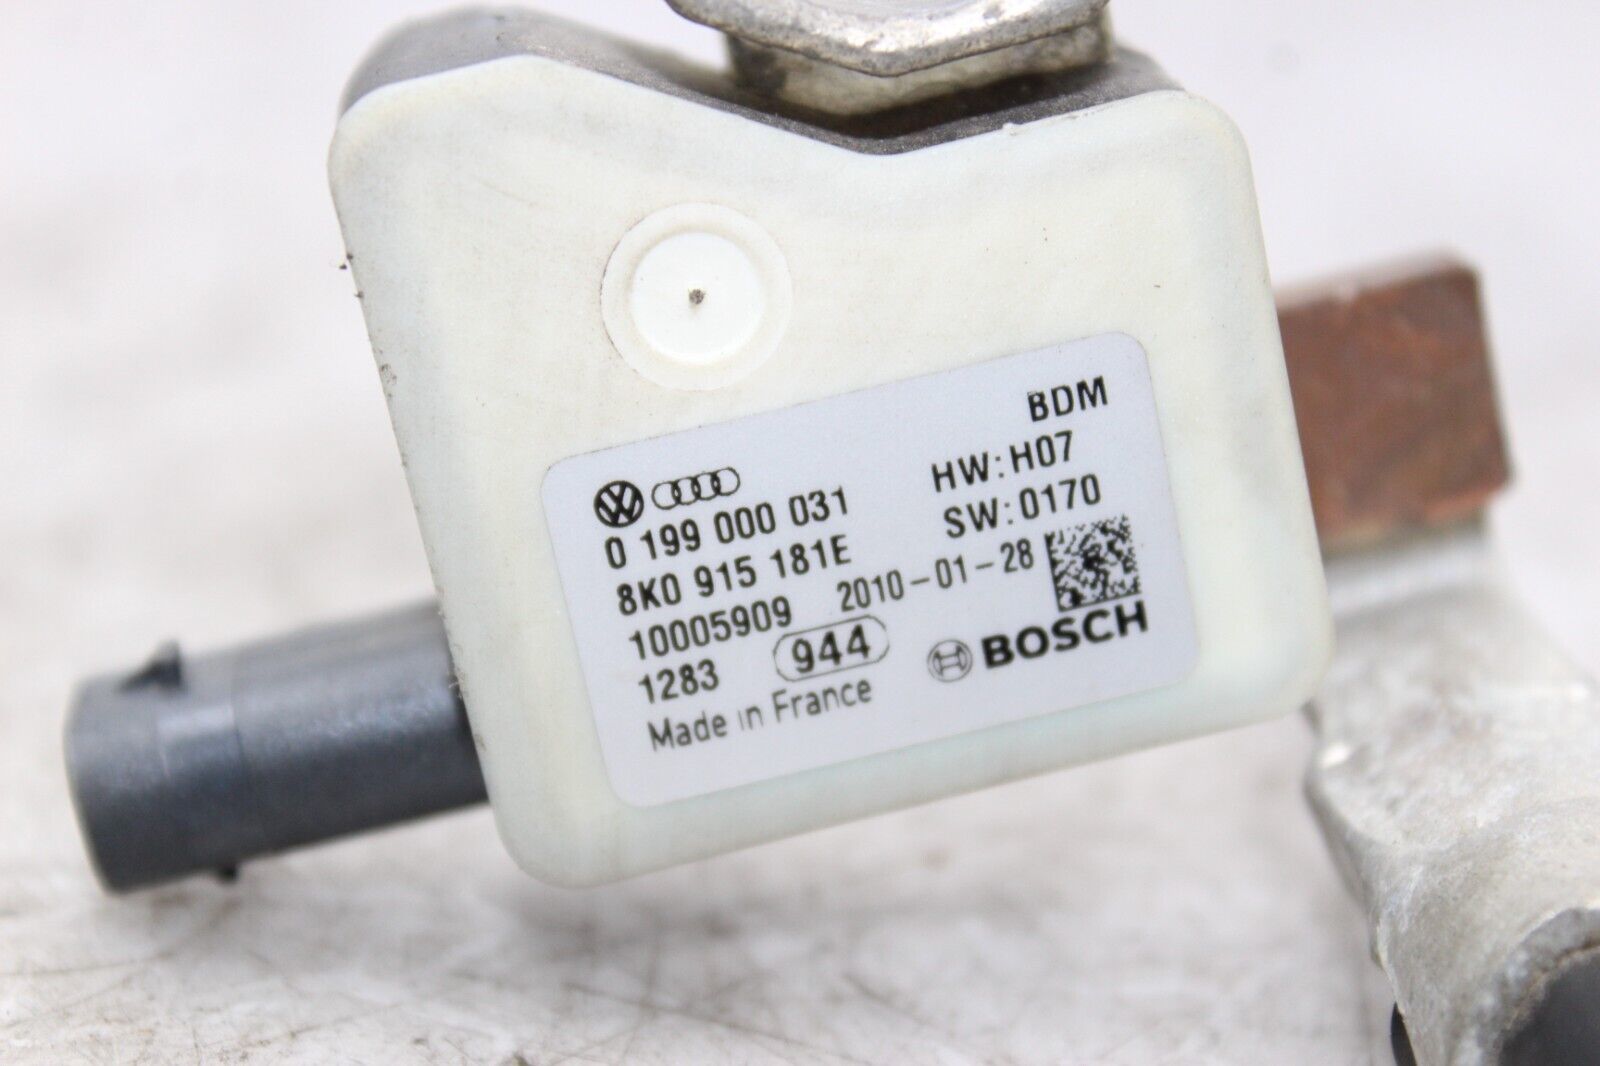 BDM
HW:H07
SW:0170
0 199 000 031
8K0 915 181E
10005909 2010-01-28
1283 944 BOSCH
Made in France